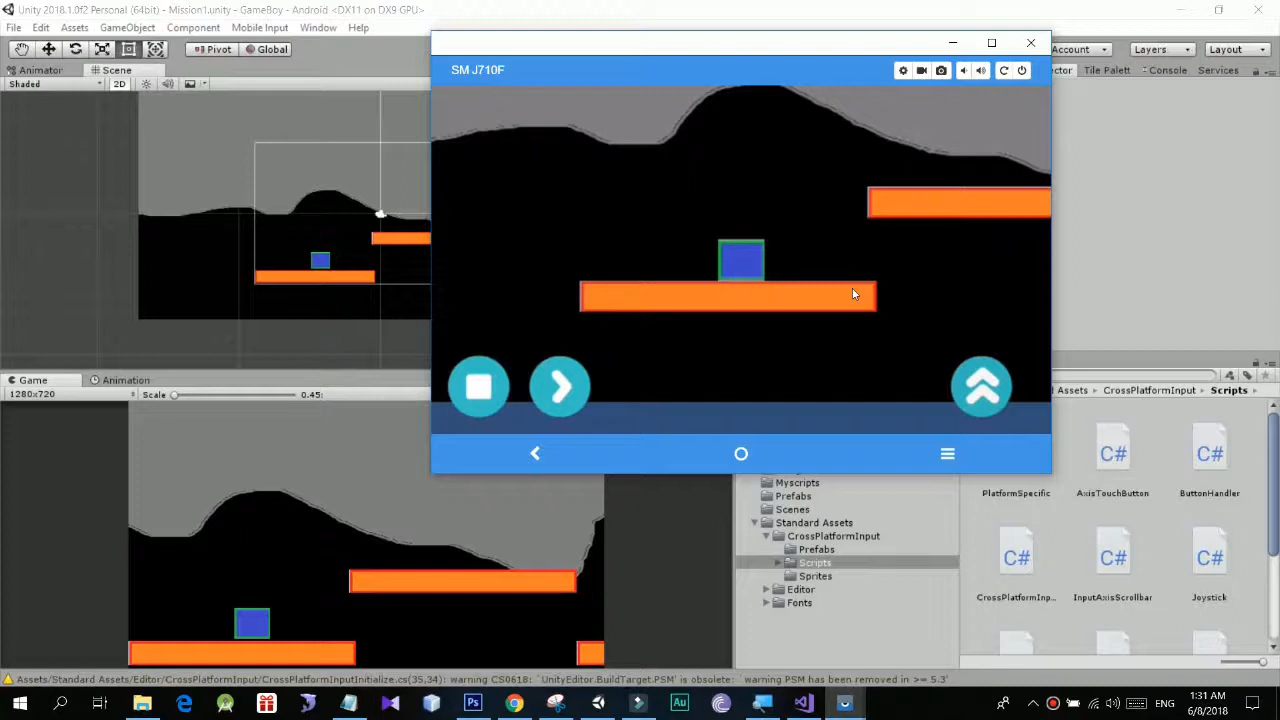 Unity 2018.1.0f2 Personal (64bit) - Mission1.unity - GameBoy - Android <DX11 on DX9 GPU>
File Edit Assets GameObject Component Mobile Input Window Help
Pivot Global Account Layers Layout
SM J710F
Animator Scene
Tile Palett Console Services
Shaded 2D
Game Animation
1280x720 Scale 0.45:
Assets CrossPlatformInput Scripts
Myscripts
Prefabs
Scenes
Standard Assets
CrossPlatformInput
Prefabs
Scripts
Sprites
Editor
Fonts
C# C# C#
PlatformSpecific AxisTouchButton ButtonHandler
C# C# C#
CrossPlatformInp... InputAxisScrollbar Joystick
Assets/Standard Assets/Editor/CrossPlatformInput/CrossPlatformInputInitialize.cs(35,34): warning CS0618: `UnityEditor.BuildTarget.PSM' is obsolete: `warning PSM has been removed in >= 5.3'
Ps Au
ENG
1:31 AM
6/8/2018